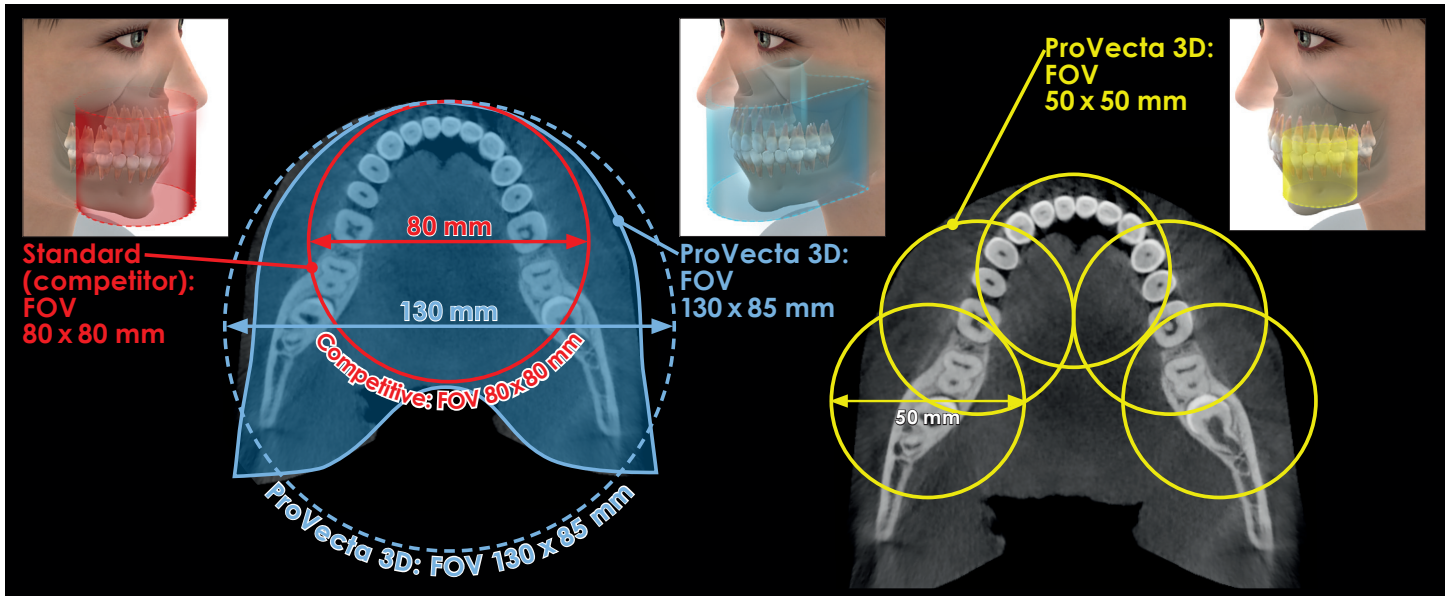 Standard
(competitor):
FOV
80 x 80 mm
80 mm
130 mm
Competitive: FOV 80x80 mm
ProVecta 3D: FOV 130 x 85 mm
ProVecta 3D:
FOV
130 x 85 mm
ProVecta 3D:
FOV
50 x 50 mm
50 mm